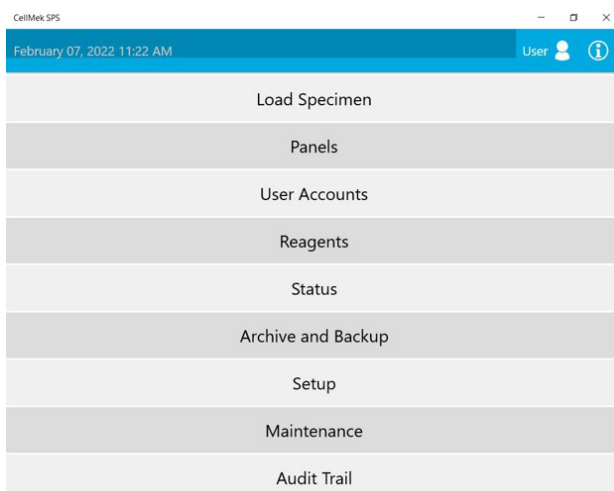 CellMek SPS
February 07, 2022 11:22 AM
User
Load Specimen
Panels
User Accounts
Reagents
Status
Archive and Backup
Setup
Maintenance
Audit Trail